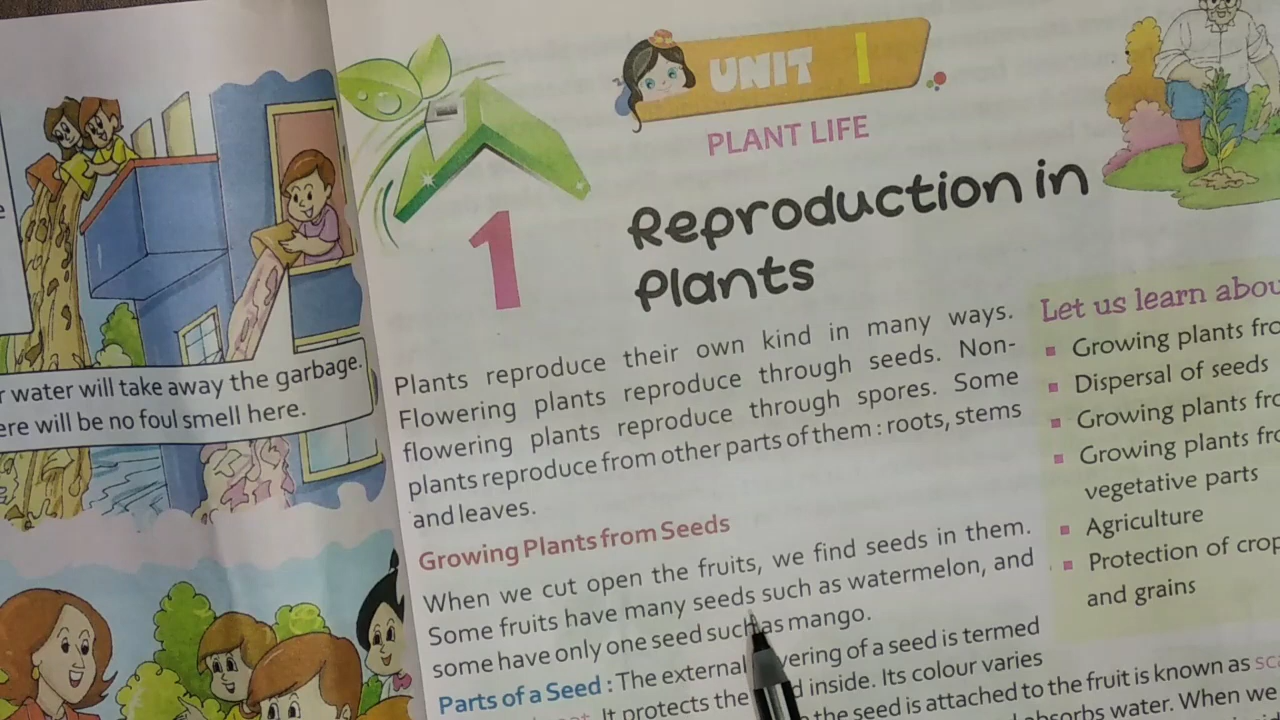 r water will take away the garbage.
ere will be no foul smell here.
UNIT 1
PLANT LIFE
1
Reproduction in
Plants
Plants reproduce their own kind in many ways.
Flowering plants reproduce through seeds. Non-
flowering plants reproduce through spores. Some
plants reproduce from other parts of them : roots, stems
and leaves.
Growing Plants from Seeds
When we cut open the fruits, we find seeds in them.
Some fruits have many seeds such as watermelon, and
some have only one seed such as mango.
Parts of a Seed : The external vering of a seed is termed
It protects the d inside. Its colour varies
the seed is attached to the fruit is known as sc
absorbs water. When we
Let us learn abou
Growing plants fro
Dispersal of seeds
Growing plants fro
Growing plants fro
vegetative parts
Agriculture
Protection of crop
and grains